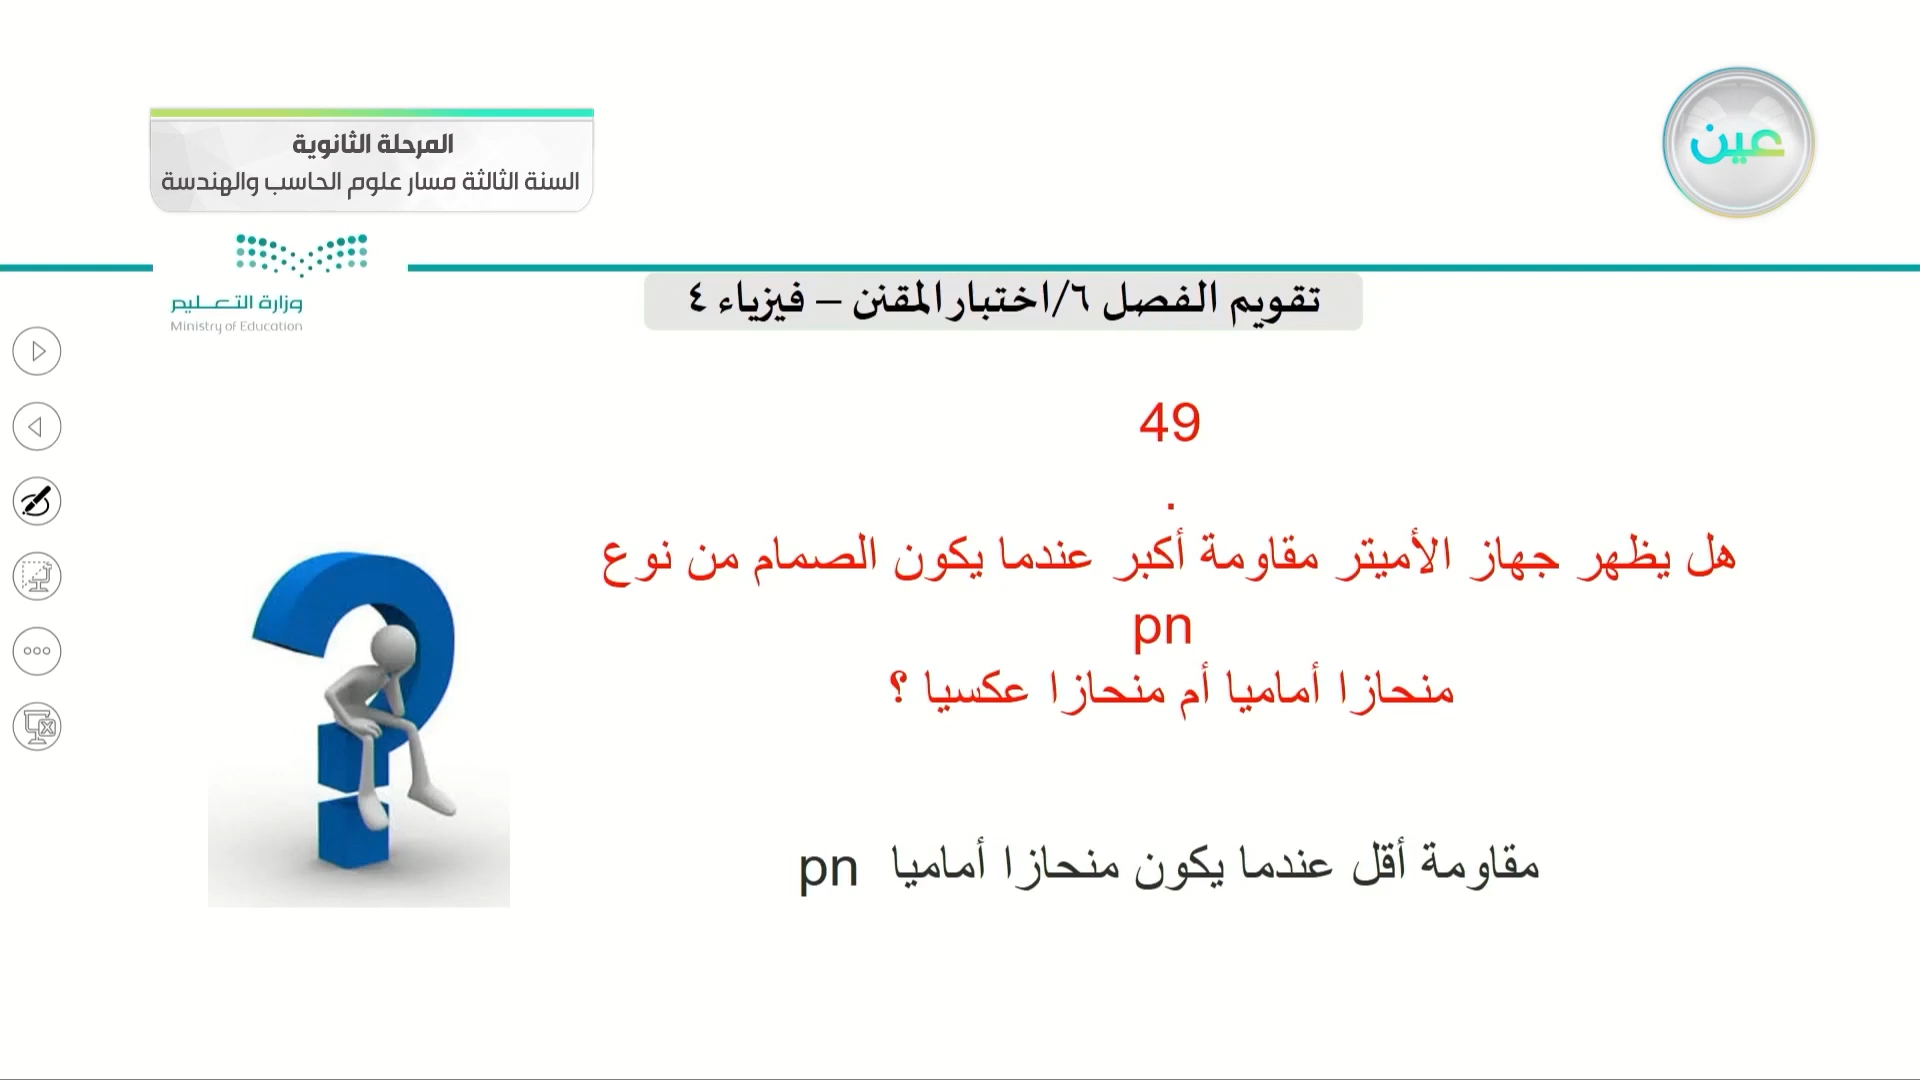 المرحلة الثانوية
السنة الثالثة مسار علوم الحاسب والهندسة
عين
وزارة التعليم
Ministry of Education
تقويم الفصل ٦/اختبار المقنن – فيزياء ٤
49
.
هل يظهر جهاز الأميتر مقاومة أكبر عندما يكون الصمام من نوع
pn
منحازا أماميا أم منحازا عكسيا ؟
مقاومة أقل عندما يكون منحازا أماميا pn